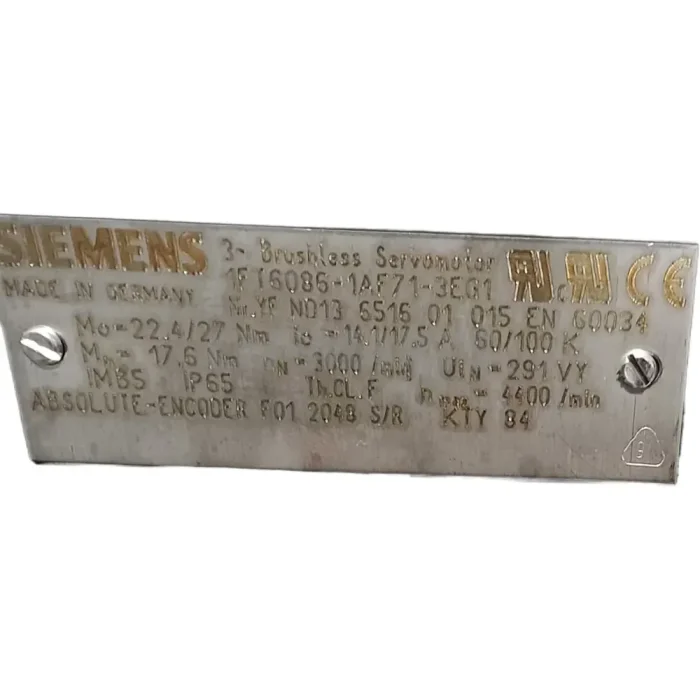 SIEMENS 3~ Brushless Servomotor
MADE IN GERMANY 1FT6086-1AF71-3EG1
Nr.YF N013 6516 01 015 EN 60034
Mo=22.4/27 Nm Io = 14.1/17.5 A 60/100 K
MN= 17.6 Nm nN= 3000 /min UIN= 291 VY
IMB5 IP65 Th.CL.F nmax= 4400 /min
ABSOLUTE-ENCODER F01 2048 S/R KTY 84